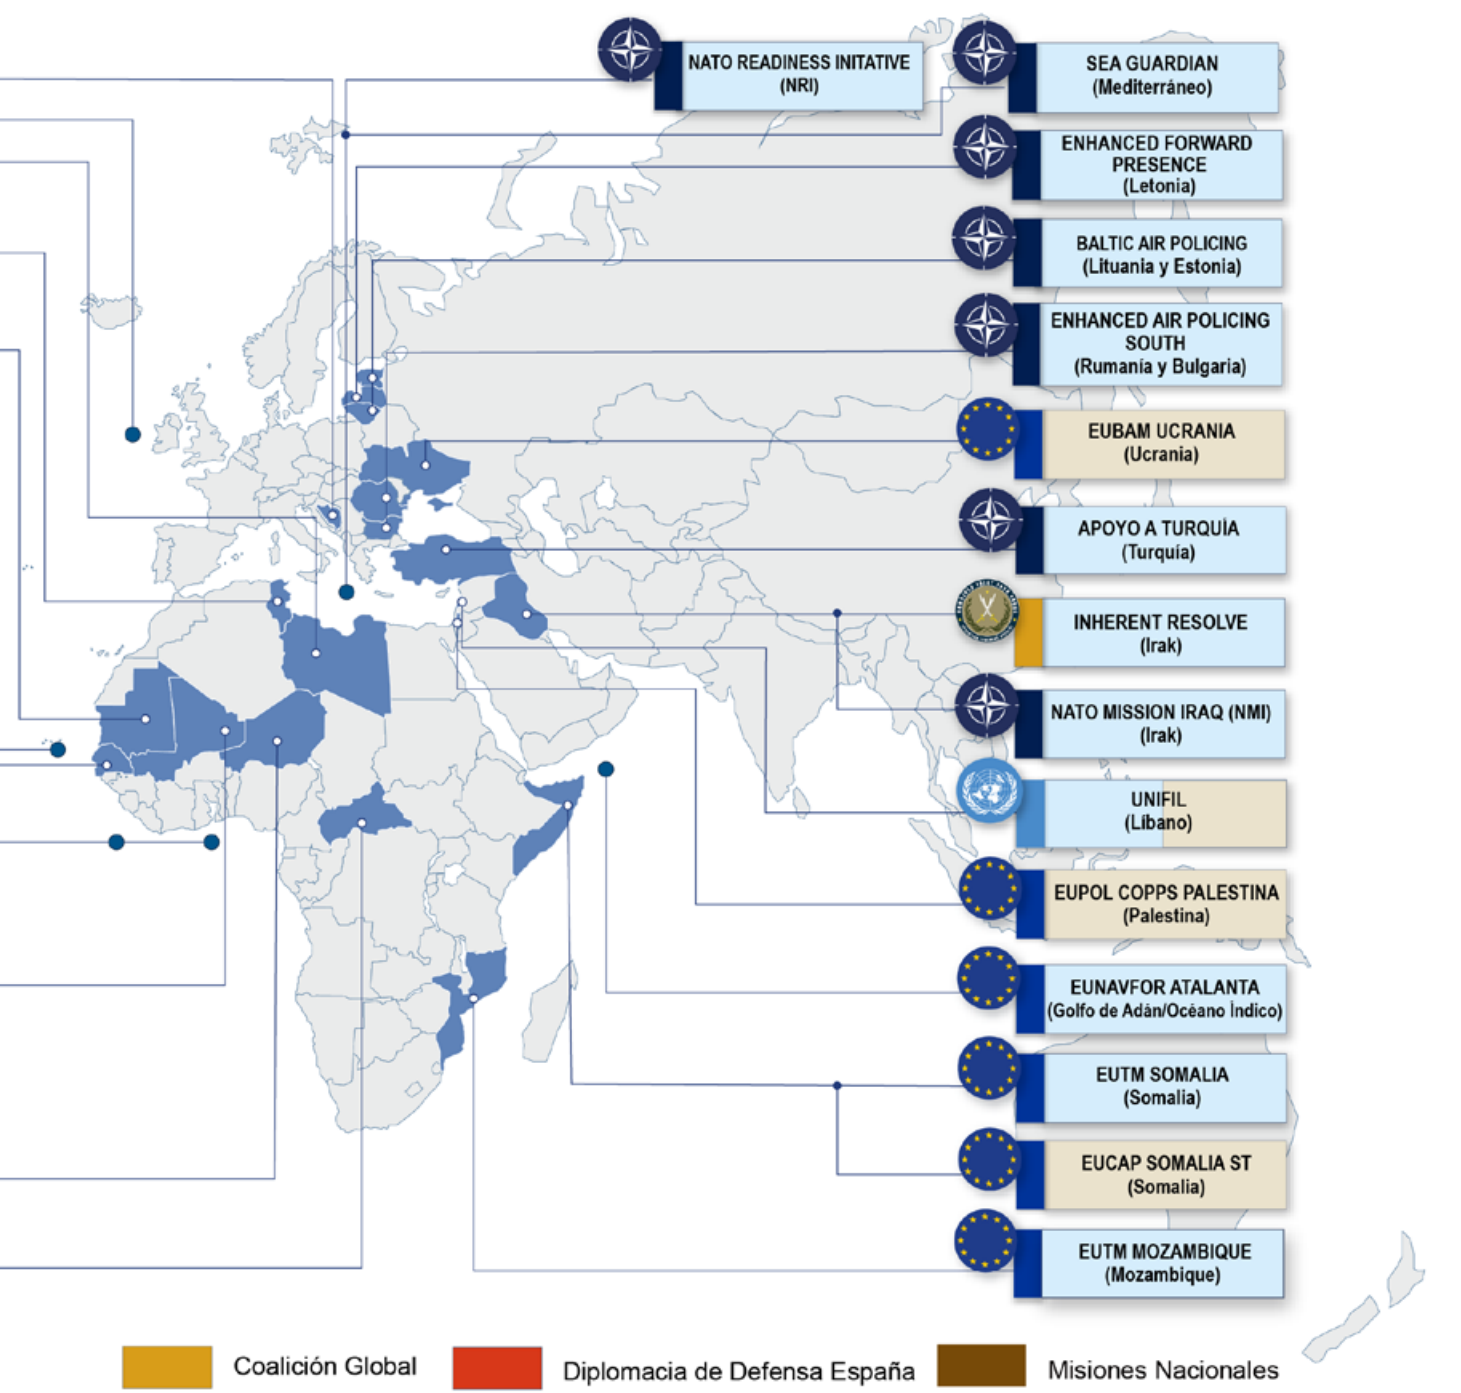 NATO READINESS INITATIVE
(NRI)
SEA GUARDIAN
(Mediterráneo)
ENHANCED FORWARD
PRESENCE
(Letonia)
BALTIC AIR POLICING
(Lituania y Estonia)
ENHANCED AIR POLICING
SOUTH
(Rumanía y Bulgaria)
EUBAM UCRANIA
(Ucrania)
APOYO A TURQUÍA
(Turquía)
INHERENT RESOLVE
(Irak)
NATO MISSION IRAQ (NMI)
(Irak)
UNIFIL
(Líbano)
EUPOL COPPS PALESTINA
(Palestina)
EUNAVFOR ATALANTA
(Golfo de Adán/Océano Índico)
EUTM SOMALIA
(Somalia)
EUCAP SOMALIA ST
(Somalia)
EUTM MOZAMBIQUE
(Mozambique)
Coalición Global
Diplomacia de Defensa España
Misiones Nacionales